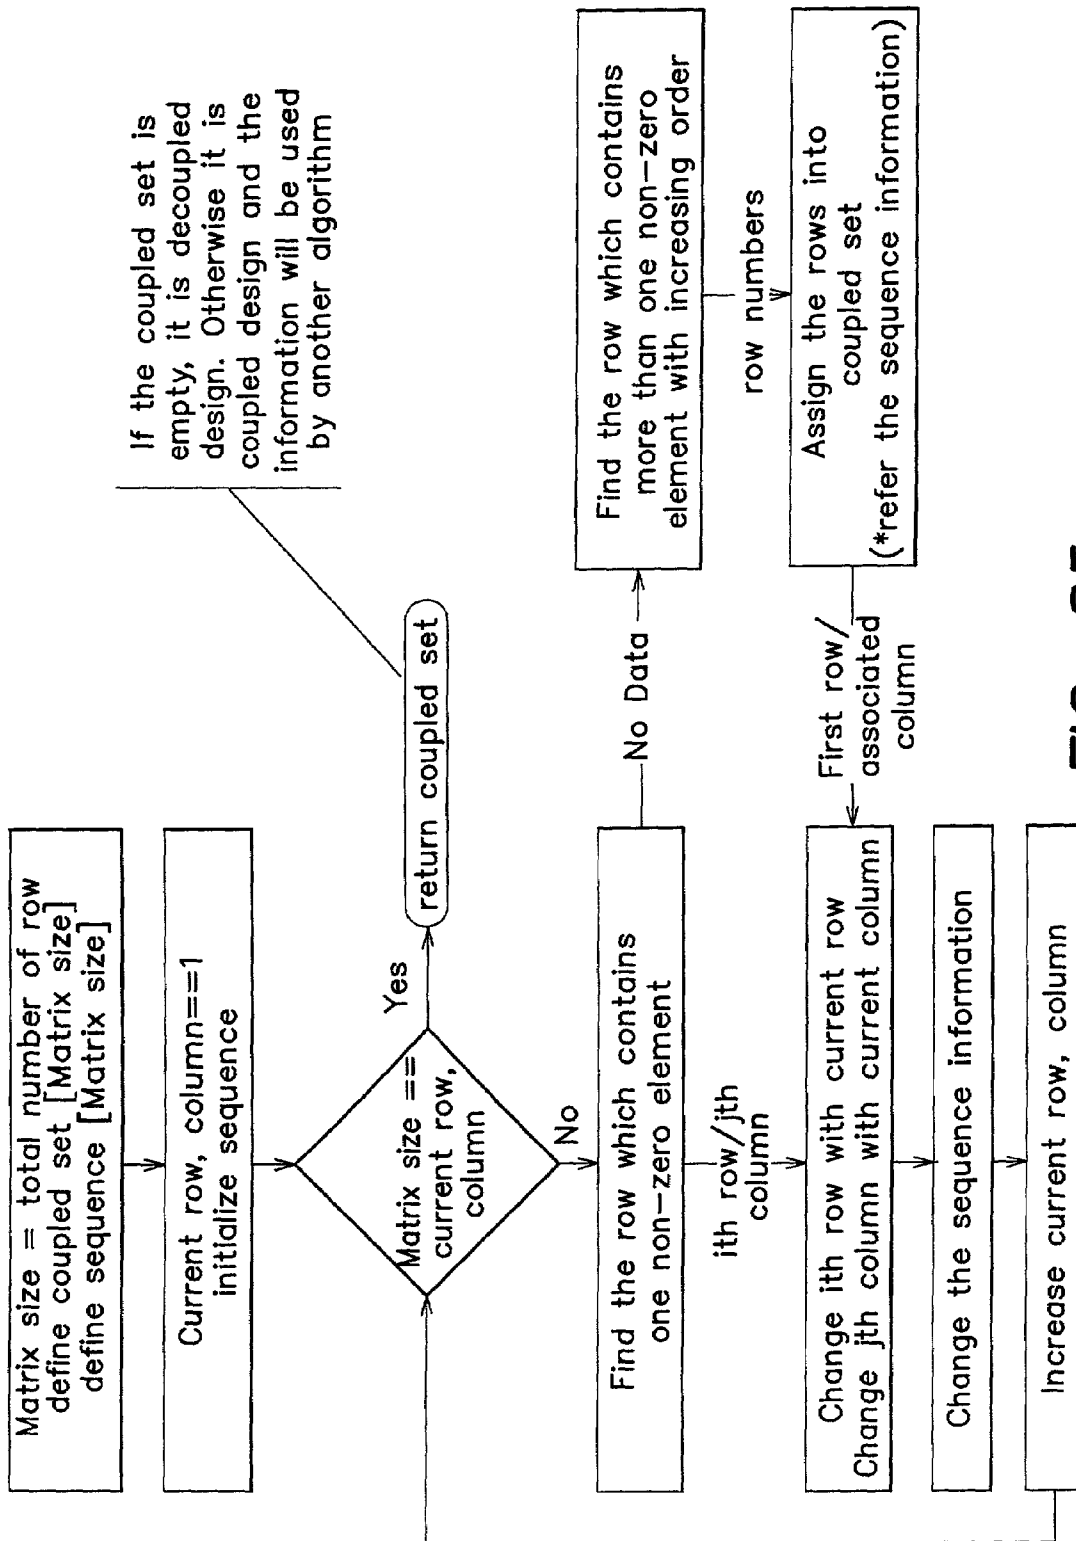 Matrix size = total number of row
define coupled set [Matrix size]
define sequence [Matrix size]
Current row, column==1
initialize sequence
Matrix size ==
current row,
column
Yes
return coupled set
If the coupled set is
empty, it is decoupled
design. Otherwise it is
coupled design and the
information will be used
by another algorithm
No
Find the row which contains
one non-zero element
No Data
Find the row which contains
more than one non-zero
element with increasing order
row numbers
Assign the rows into
coupled set
(*refer the sequence information)
First row/
associated
column
ith row/jth
column
Change ith row with current row
Change jth column with current column
Change the sequence information
Increase current row, column